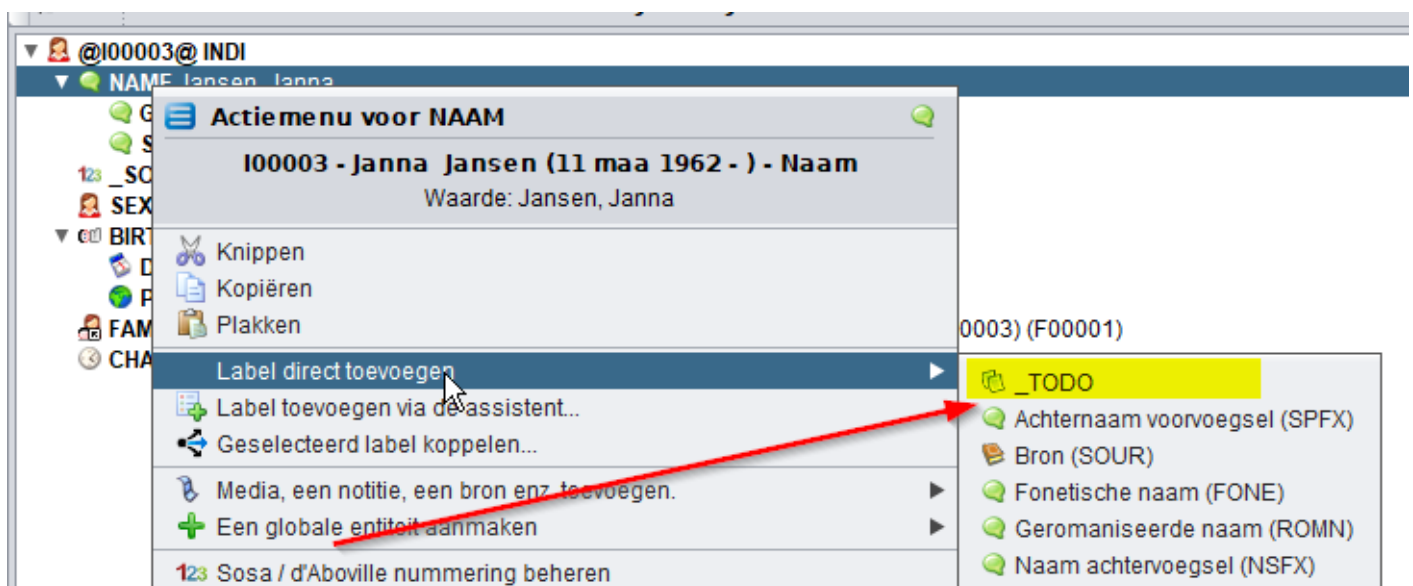 @I00003@ INDI
NAME Jansen, Janna
G
S
_SO
SEX
BIRT
D
P
FAM
CHA
Actiemenu voor NAAM
I00003 - Janna Jansen (11 maa 1962 - ) - Naam
Waarde: Jansen, Janna
Knippen
Kopiëren
Plakken
0003) (F00001)
Label direct toevoegen
Label toevoegen via de assistent...
Geselecteerd label koppelen...
Media, een notitie, een bron enz. toevoegen.
Een globale entiteit aanmaken
123 Sosa / d'Aboville nummering beheren
_TODO
Achternaam voorvoegsel (SPFX)
Bron (SOUR)
Fonetische naam (FONE)
Geromaniseerde naam (ROMN)
Naam achtervoegsel (NSFX)